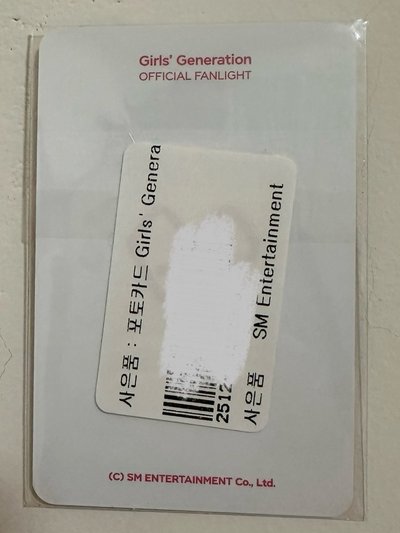 Girls' Generation
OFFICIAL FANLIGHT
사은품 : 포토카드 Girls' Genera
2512
사은품 SM Entertainment
(C) SM ENTERTAINMENT Co., Ltd.